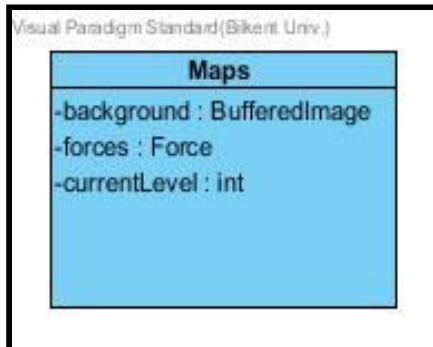 Visual Paradigm Standard(Bilkent Univ.)
Maps
-background : BufferedImage
-forces : Force
-currentLevel : int